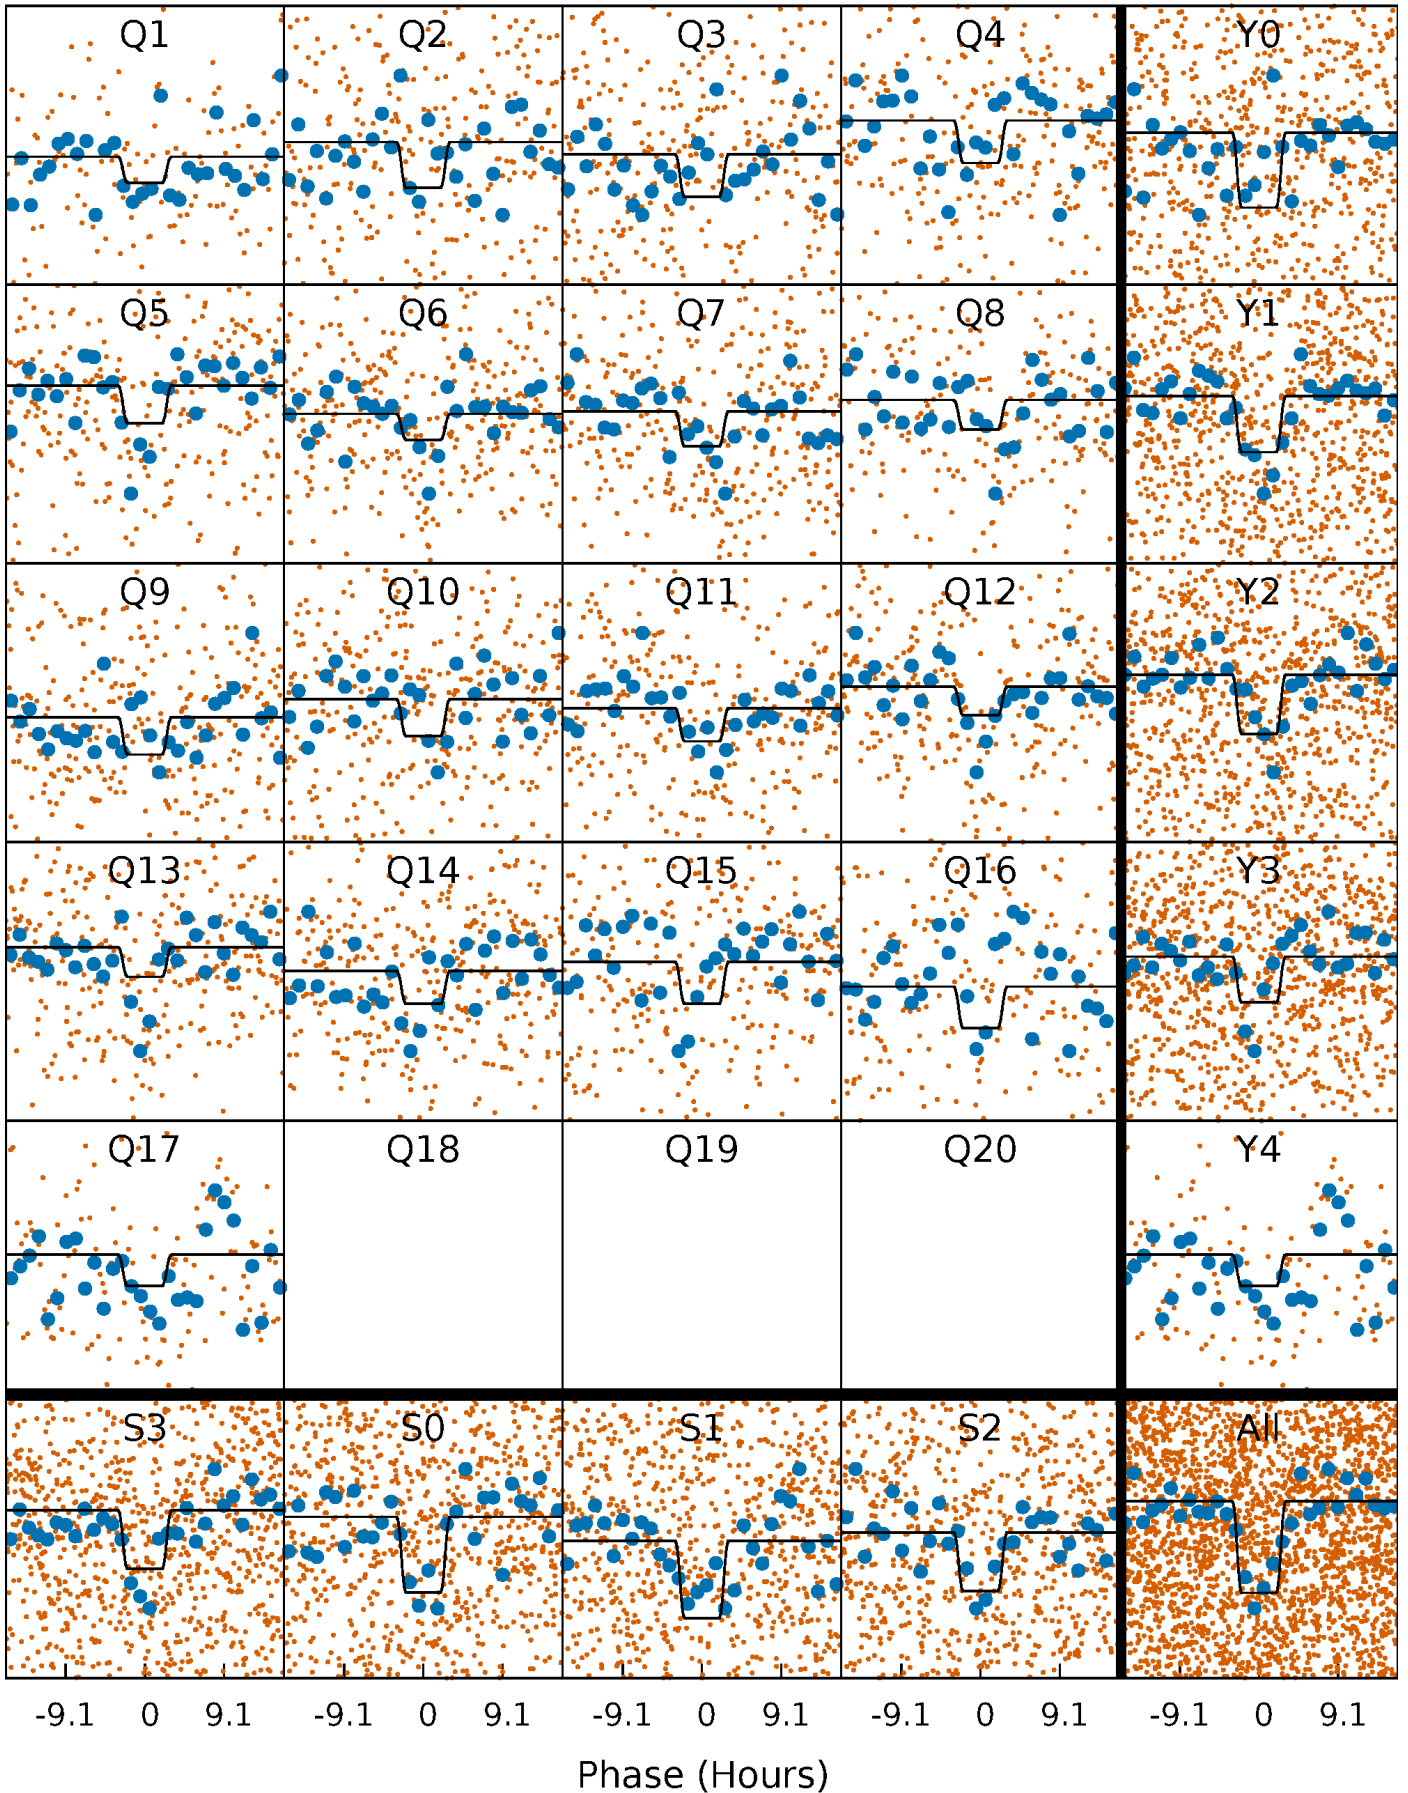 Q1 Q2 Q3 Q4 Y0
Q5 Q6 Q7 Q8 Y1
Q9 Q10 Q11 Q12 Y2
Q13 Q14 Q15 Q16 Y3
Q17 Q18 Q19 Q20 Y4
S3 S0 S1 S2 All
-9.1 0 9.1 -9.1 0 9.1 -9.1 0 9.1 -9.1 0 9.1 -9.1 0 9.1
Phase (Hours)